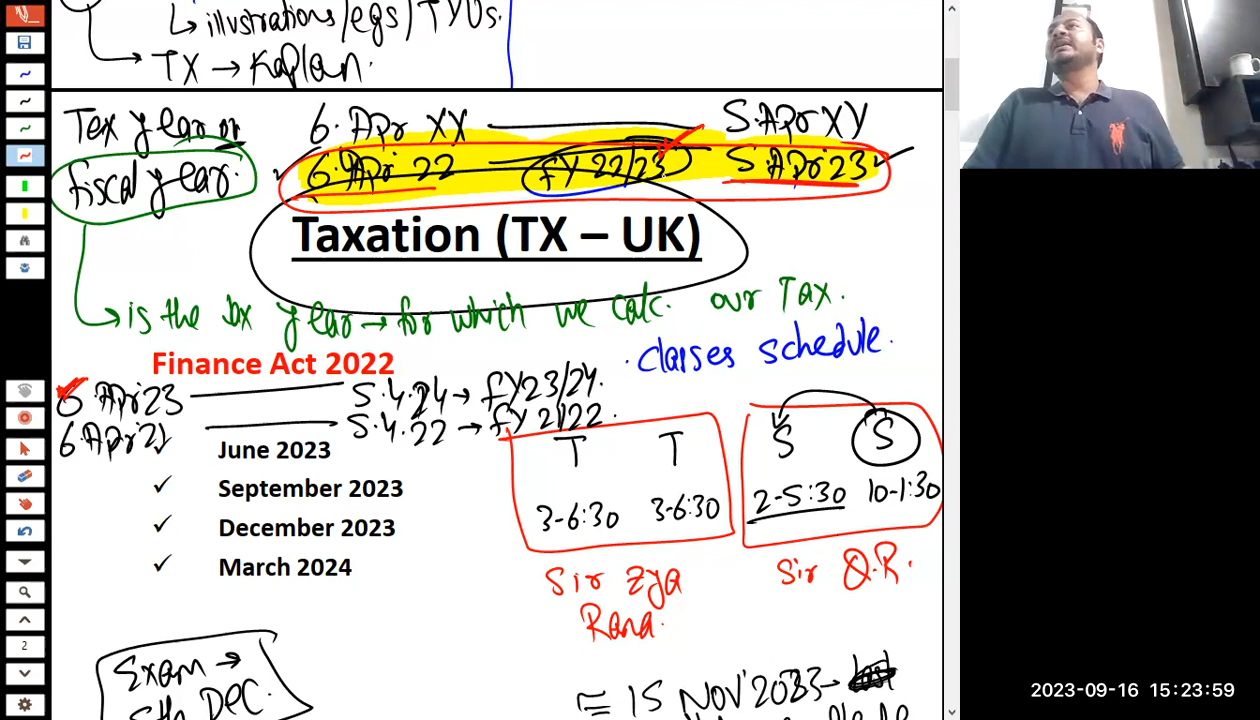 ↳ illustrations/egs/TYUs.
→ TX → Kaplan.
Tex year or
fiscal year.
6. Apr XX — 5. Apr XY
6. Apr 22 — FY 22/23 — 5 Apr 23
Taxation (TX – UK)
↳ is the tax year → for which we calc. our Tax.
Finance Act 2022
· classes schedule.
6 Apr 23 — 5.4.24 → FY 23/24.
6. Apr 21 — 5.4.22 → FY 21/22.
✓ June 2023
✓ September 2023
✓ December 2023
✓ March 2024
T T S S
3-6:30 3-6:30 2-5:30 10-1:30
Sir Zya Rana.
Sir Q.R.
Exam →
5th Dec.
= 15 Nov'2023 →
2
2023-09-16 15:23:59